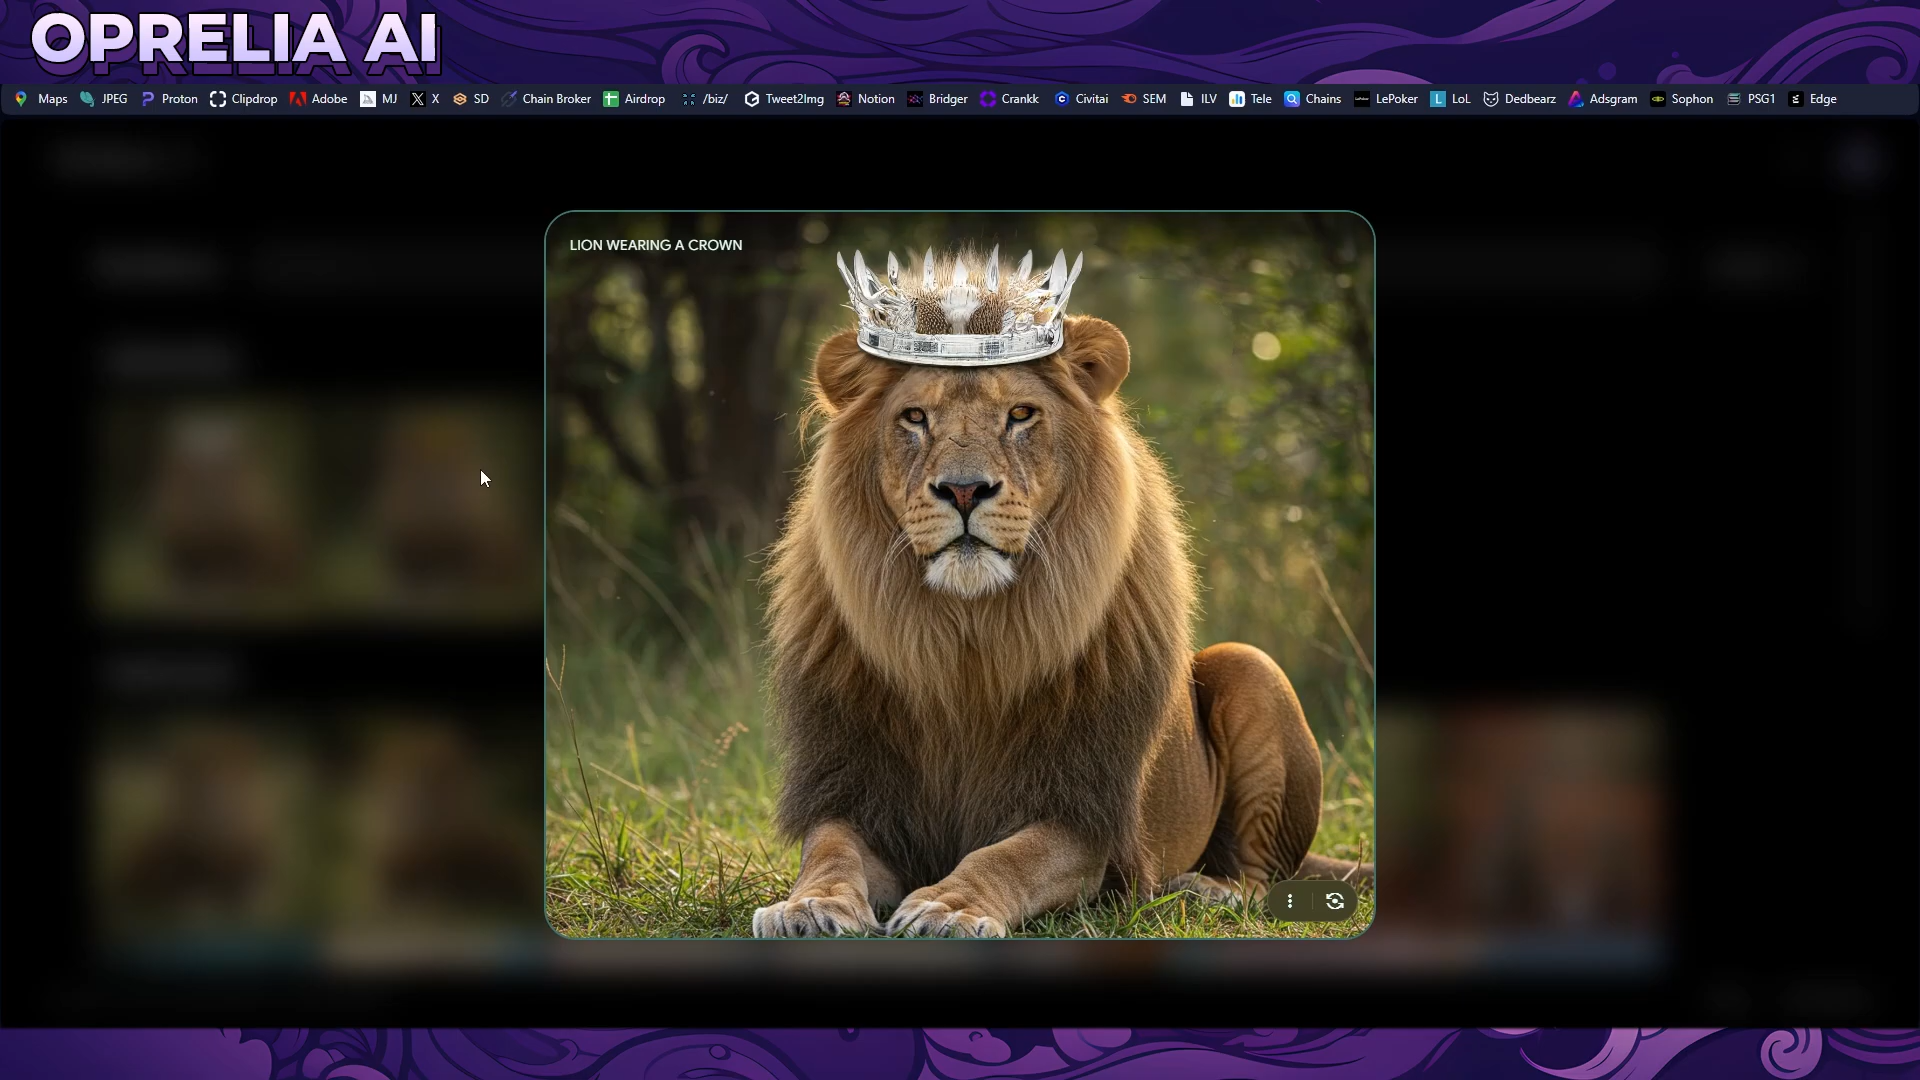 OPRELIA AI
Maps JPEG Proton Clipdrop Adobe MJ X SD Chain Broker Airdrop /biz/ Tweet2Img Notion Bridger Crankk Civitai SEM ILV Tele Chains LePoker LoL Dedbearz Adsgram Sophon PSG1 Edge
LION WEARING A CROWN